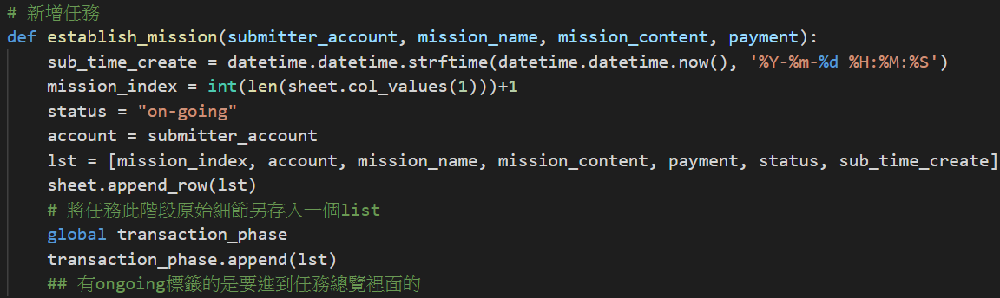 # 新增任務
def establish_mission(submitter_account, mission_name, mission_content, payment):
    sub_time_create = datetime.datetime.strftime(datetime.datetime.now(), '%Y-%m-%d %H:%M:%S')
    mission_index = int(len(sheet.col_values(1)))+1
    status = "on-going"
    account = submitter_account
    lst = [mission_index, account, mission_name, mission_content, payment, status, sub_time_create]
    sheet.append_row(lst)
    # 將任務此階段原始細節另存入一個list
    global transaction_phase
    transaction_phase.append(lst)
    ## 有ongoing標籤的是要進到任務總覽裡面的